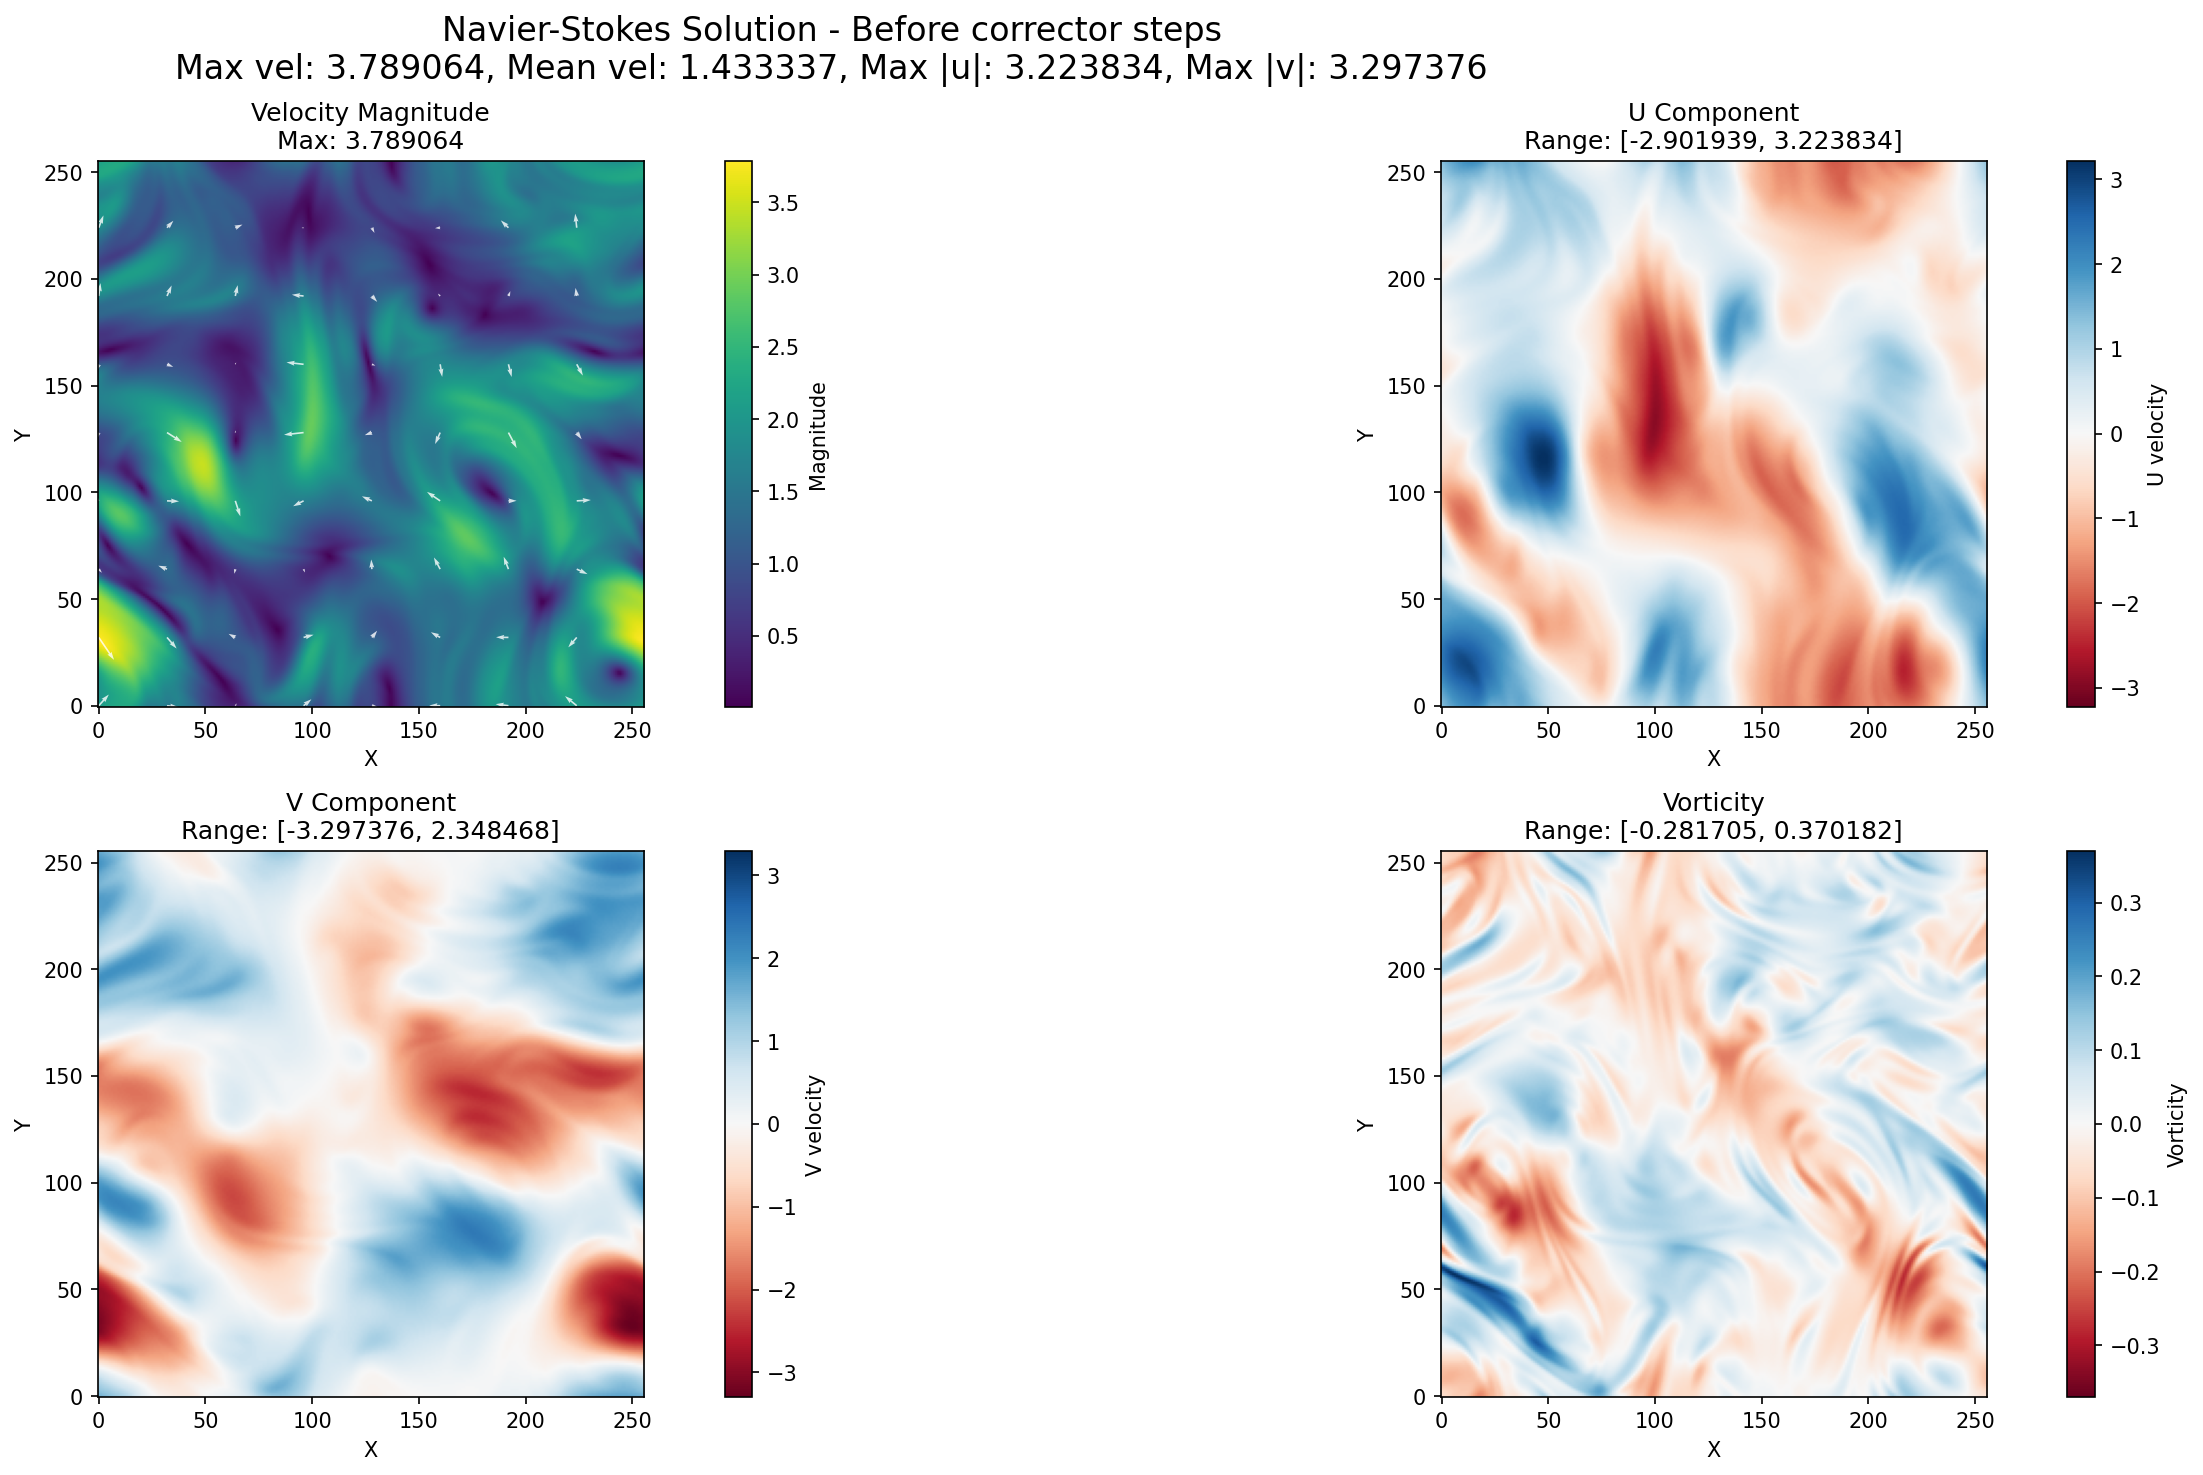 Navier-Stokes Solution - Before corrector steps
Max vel: 3.789064, Mean vel: 1.433337, Max |u|: 3.223834, Max |v|: 3.297376
Velocity Magnitude
Max: 3.789064
250
200
150
100
50
0
Y
0 50 100 150 200 250
X
3.5
3.0
2.5
2.0
1.5
1.0
0.5
Magnitude
U Component
Range: [-2.901939, 3.223834]
250
200
150
100
50
0
Y
0 50 100 150 200 250
X
3
2
1
0
−1
−2
−3
U velocity
V Component
Range: [-3.297376, 2.348468]
250
200
150
100
50
0
Y
0 50 100 150 200 250
X
3
2
1
0
−1
−2
−3
V velocity
Vorticity
Range: [-0.281705, 0.370182]
250
200
150
100
50
0
Y
0 50 100 150 200 250
X
0.3
0.2
0.1
0.0
−0.1
−0.2
−0.3
Vorticity